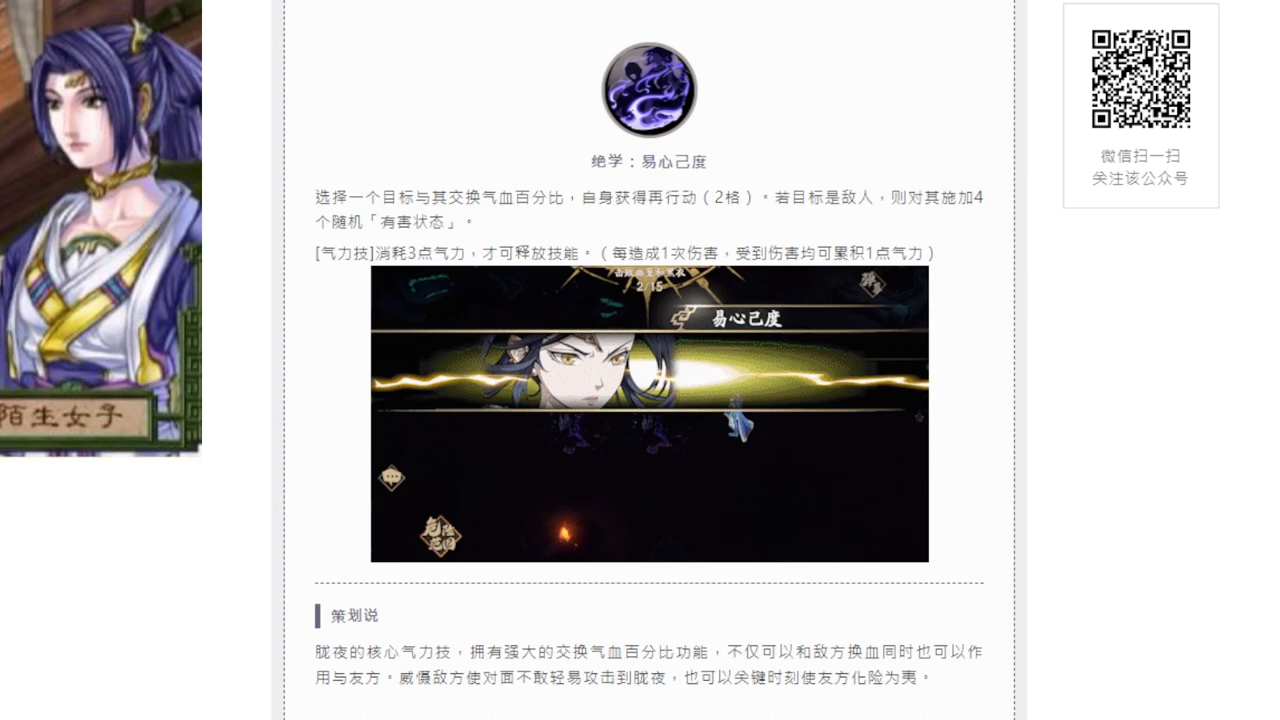 绝学：易心己度
选择一个目标与其交换气血百分比，自身获得再行动（2格）。若目标是敌人，则对其施加4
个随机「有害状态」。
[气力技]消耗3点气力，才可释放技能。（每造成1次伤害，受到伤害均可累积1点气力）
2/15
易心己度
危险
范围
策划说
胧夜的核心气力技，拥有强大的交换气血百分比功能，不仅可以和敌方换血同时也可以作
用与友方。威慑敌方使对面不敢轻易攻击到胧夜，也可以关键时刻使友方化险为夷。
陌生女子
微信扫一扫
关注该公众号